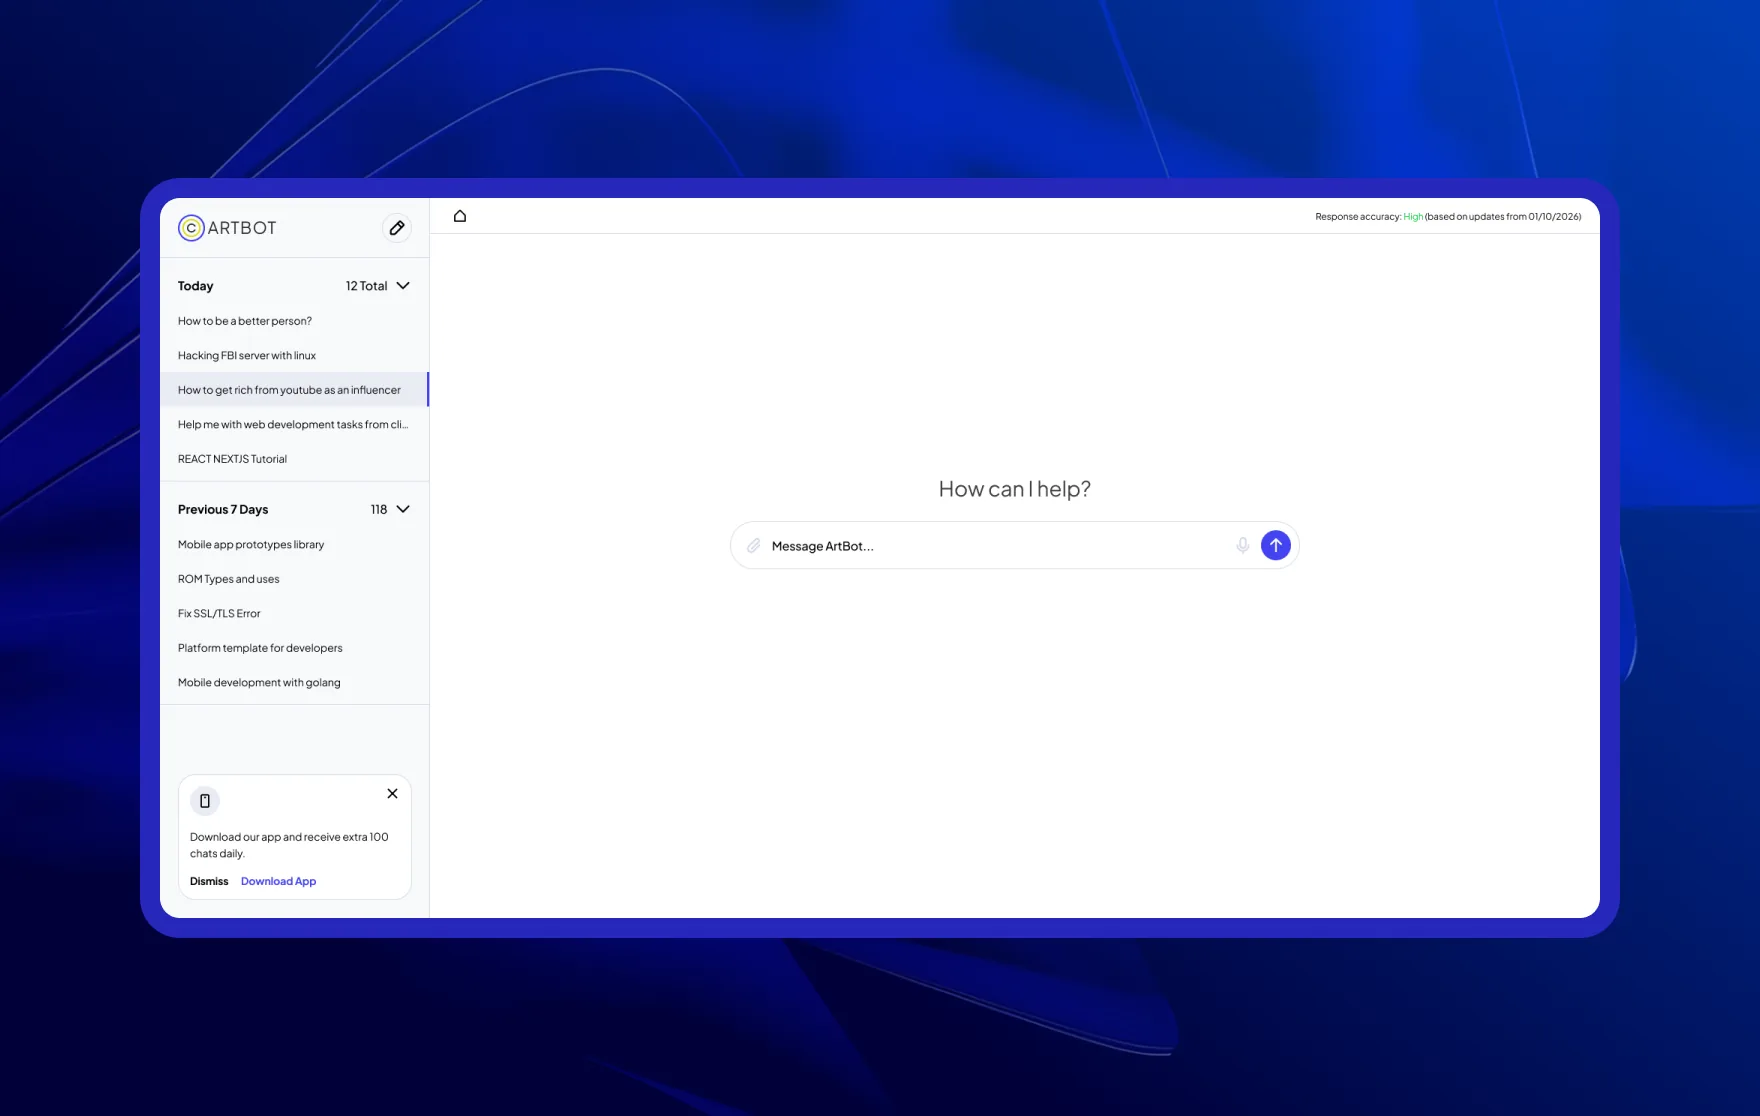 C ARTBOT
Today
12 Total
How to be a better person?
Hacking FBI server with linux
How to get rich from youtube as an influencer
Help me with web development tasks from cli...
REACT NEXTJS Tutorial
Previous 7 Days
118
Mobile app prototypes library
ROM Types and uses
Fix SSL/TLS Error
Platform template for developers
Mobile development with golang
Download our app and receive extra 100
chats daily.
Dismiss
Download App
Response accuracy: High (based on updates from 01/10/2026)
How can I help?
Message ArtBot...